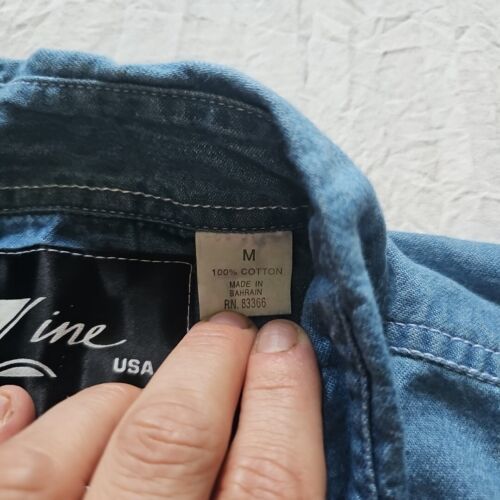 M
100% COTTON
MADE IN
BAHRAIN
RN. 83366
ine
USA